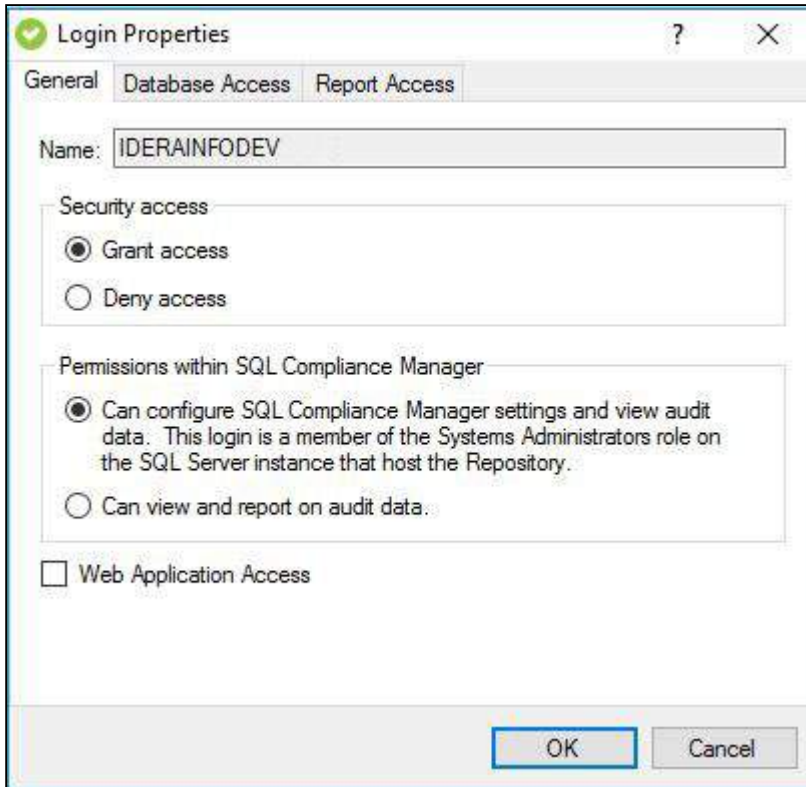 Login Properties ? X
General Database Access Report Access
Name: IDERAINFODEV
Security access
Grant access
Deny access
Permissions within SQL Compliance Manager
Can configure SQL Compliance Manager settings and view audit
data. This login is a member of the Systems Administrators role on
the SQL Server instance that host the Repository.
Can view and report on audit data.
Web Application Access
OK Cancel